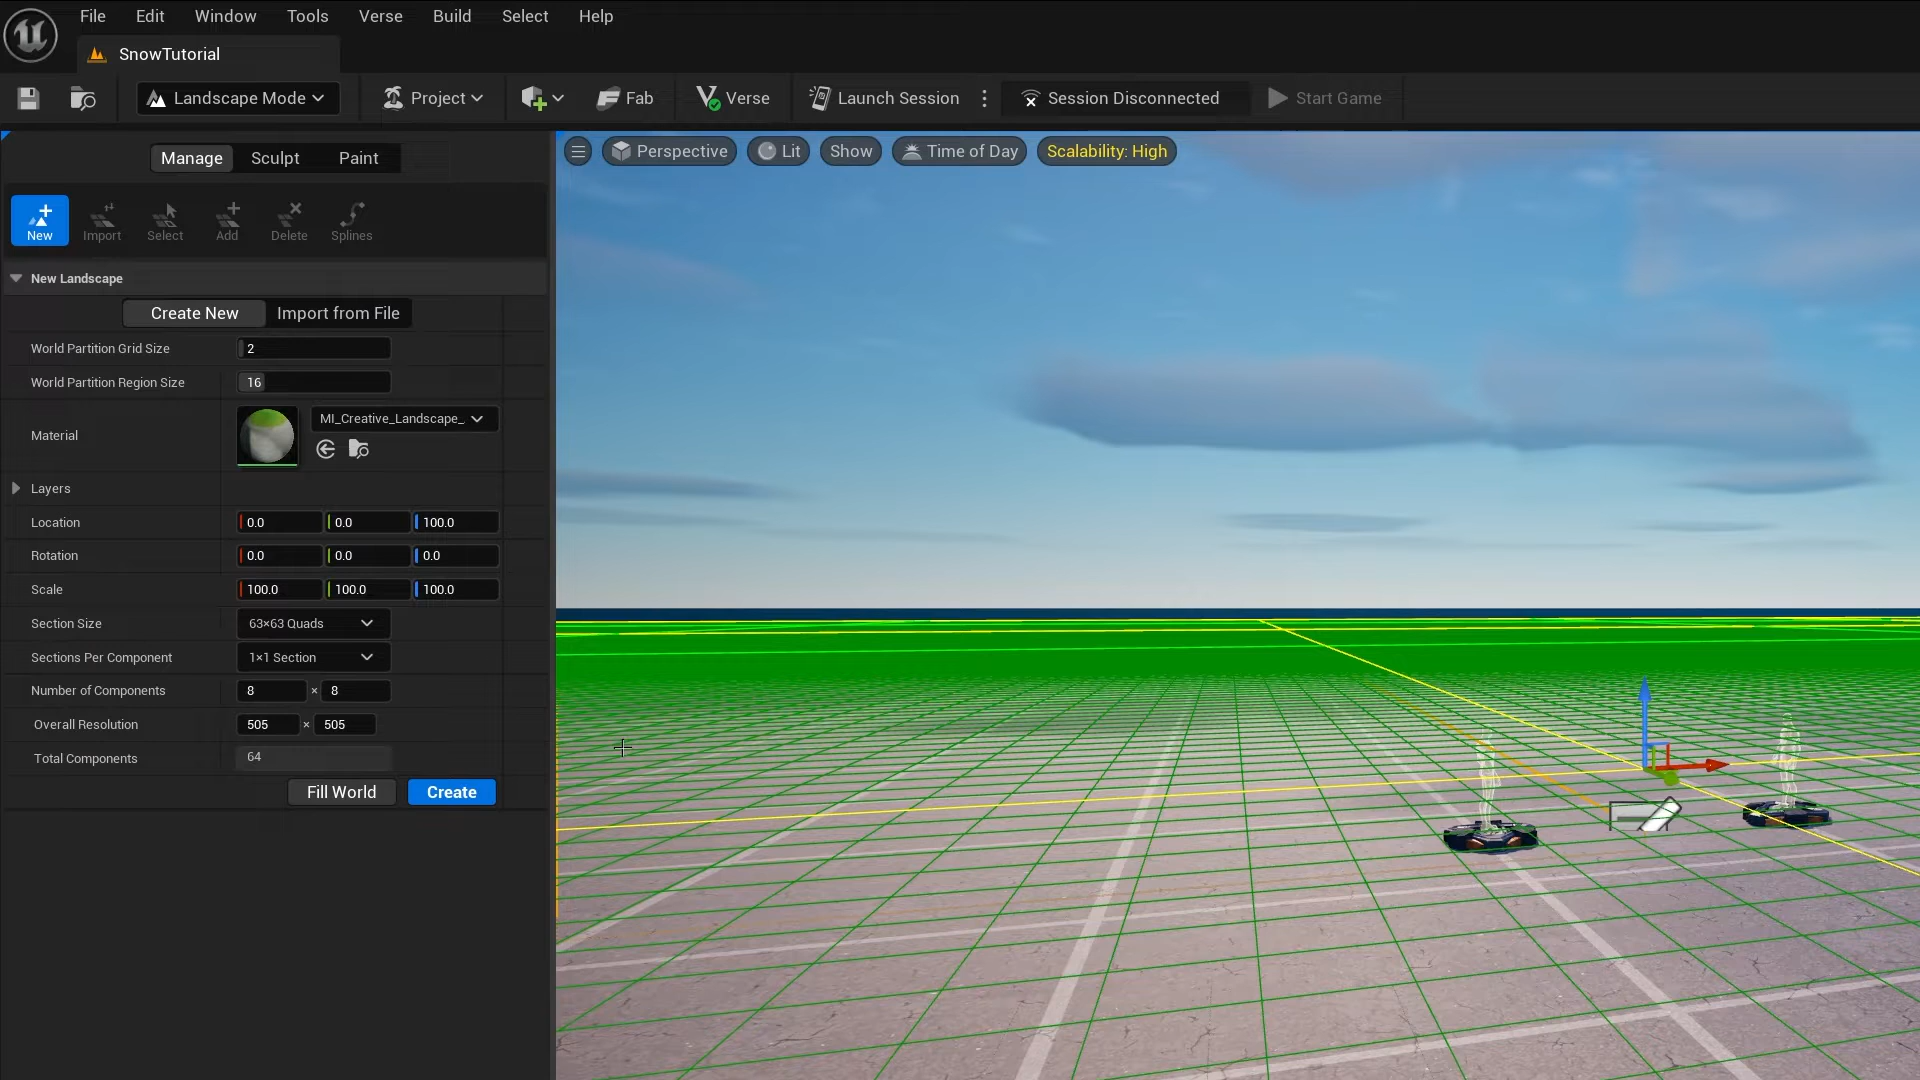 File Edit Window Tools Verse Build Select Help
SnowTutorial
Landscape Mode Project Fab Verse Launch Session Session Disconnected Start Game
Manage Sculpt Paint
Perspective Lit Show Time of Day Scalability: High
New Import Select Add Delete Splines
New Landscape
Create New Import from File
World Partition Grid Size 2
World Partition Region Size 16
Material MI_Creative_Landscape_
Layers
Location 0.0 0.0 100.0
Rotation 0.0 0.0 0.0
Scale 100.0 100.0 100.0
Section Size 63×63 Quads
Sections Per Component 1×1 Section
Number of Components 8 × 8
Overall Resolution 505 × 505
Total Components 64
Fill World Create